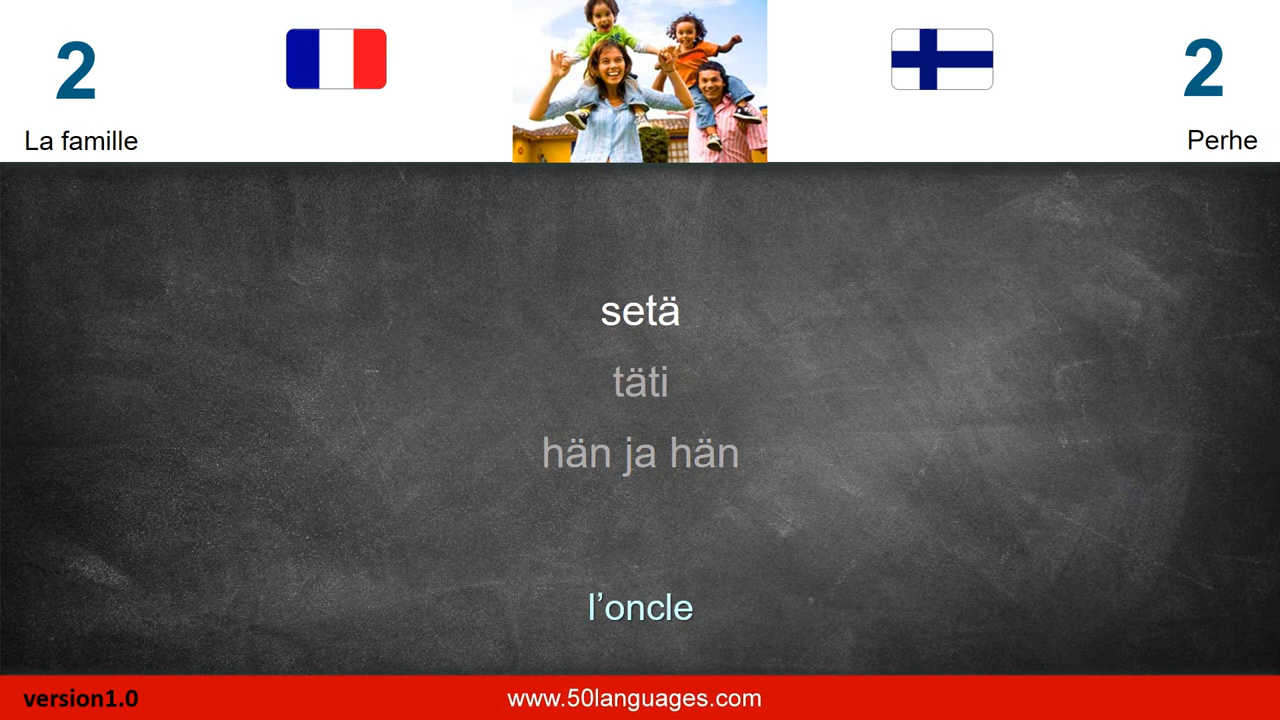 2
2
La famille
Perhe
setä
täti
hän ja hän
l’oncle
version1.0
www.50languages.com